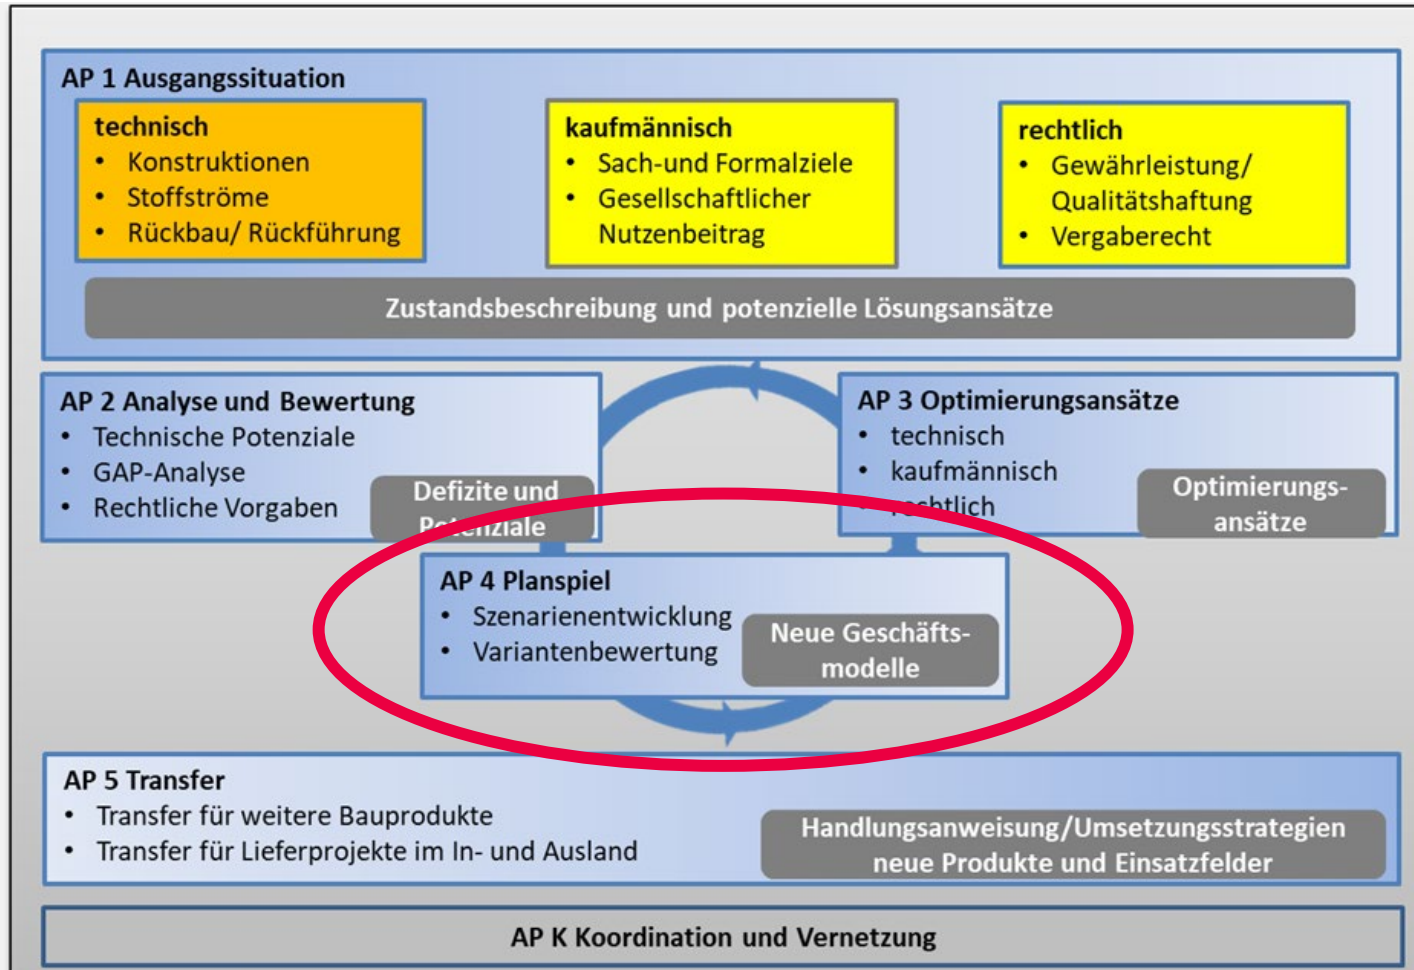 AP 1 Ausgangssituation
technisch
• Konstruktionen
• Stoffströme
• Rückbau/ Rückführung
kaufmännisch
• Sach-und Formalziele
• Gesellschaftlicher
Nutzenbeitrag
rechtlich
• Gewährleistung/
Qualitätshaftung
• Vergaberecht
Zustandsbeschreibung und potenzielle Lösungsansätze
AP 2 Analyse und Bewertung
• Technische Potenziale
• GAP-Analyse
• Rechtliche Vorgaben
Defizite und
Potenziale
AP 3 Optimierungsansätze
• technisch
• kaufmännisch
• rechtlich
Optimierungs-
ansätze
AP 4 Planspiel
• Szenarienentwicklung
• Variantenbewertung
Neue Geschäfts-
modelle
AP 5 Transfer
• Transfer für weitere Bauprodukte
• Transfer für Lieferprojekte im In- und Ausland
Handlungsanweisung/Umsetzungsstrategien
neue Produkte und Einsatzfelder
AP K Koordination und Vernetzung